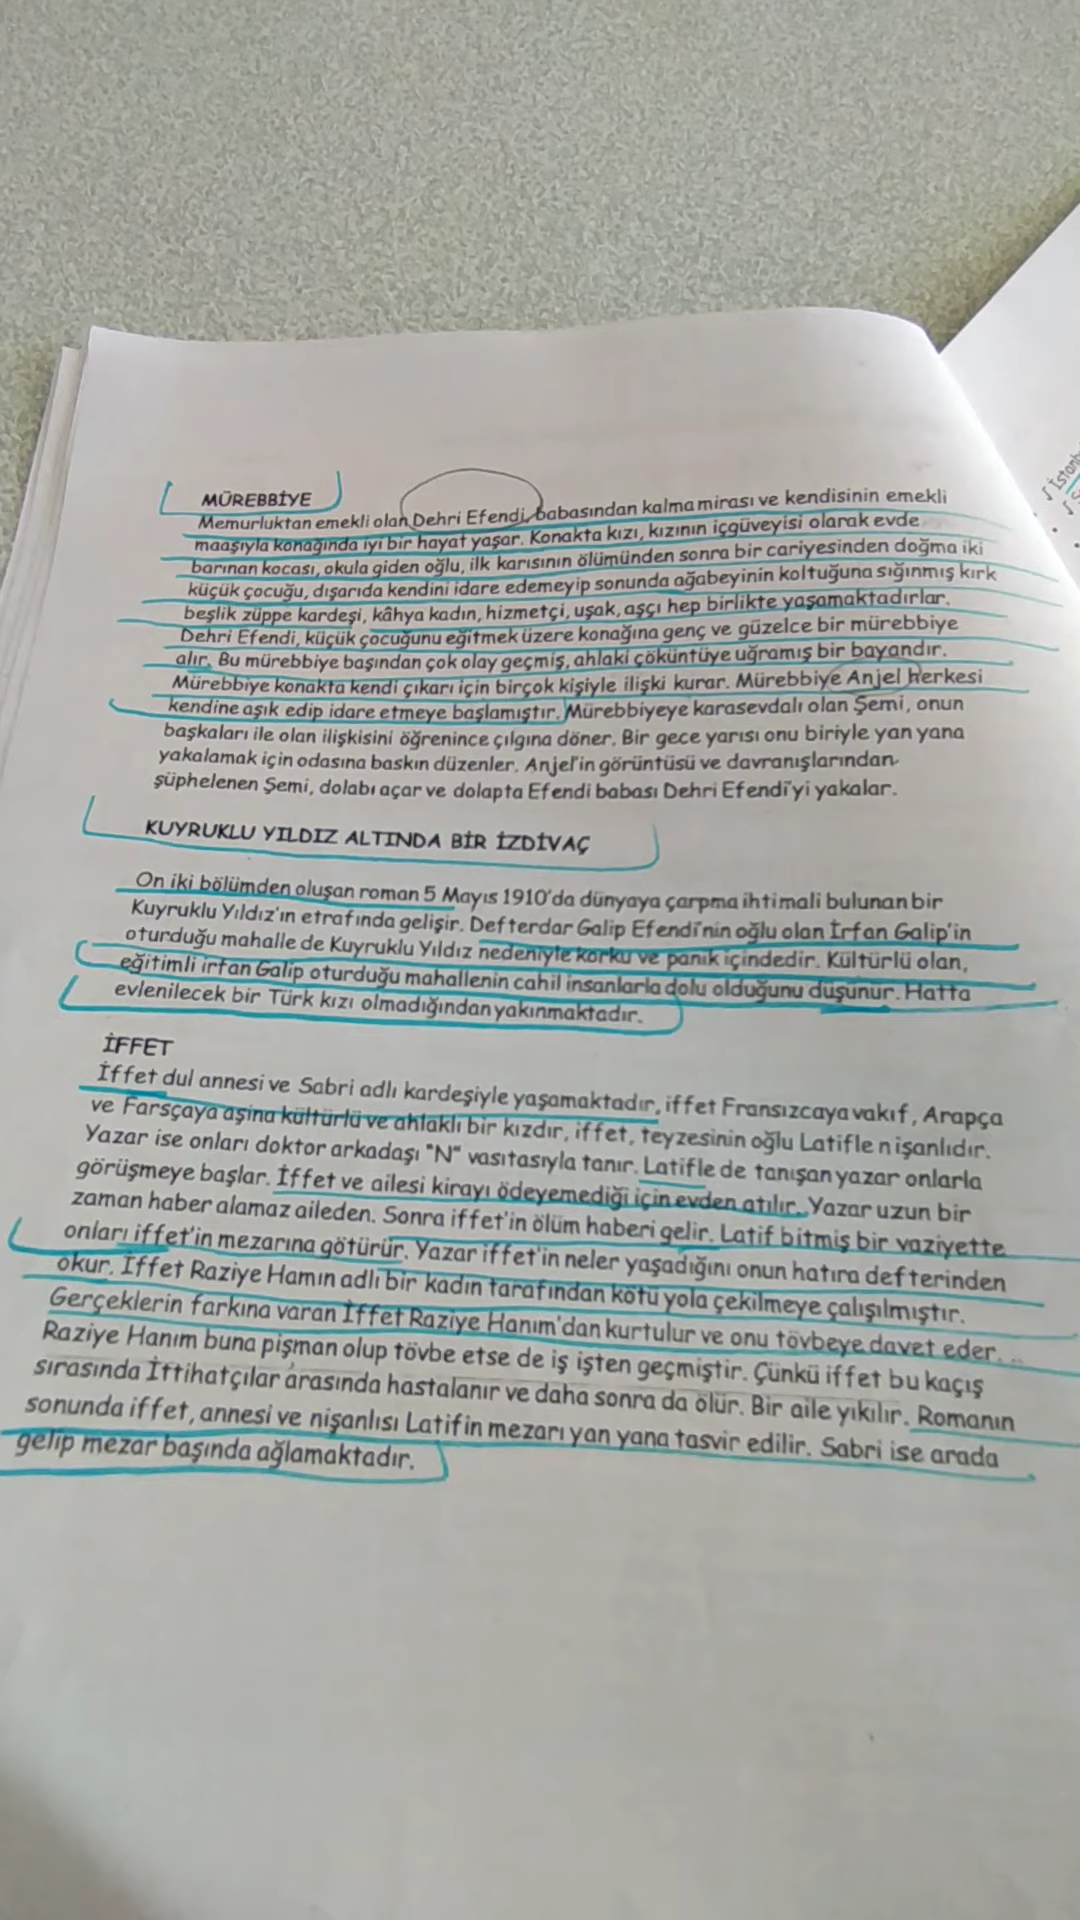 MÜREBBİYE
Memurluktan emekli olan Dehri Efendi, babasından kalma mirası ve kendisinin emekli
maaşıyla konağında iyi bir hayat yaşar. Konakta kızı, kızının içgüveyisi olarak evde
barınan kocası, okula giden oğlu, ilk karısının ölümünden sonra bir cariyesinden doğma iki
küçük çocuğu, dışarıda kendini idare edemeyip sonunda ağabeyinin koltuğuna sığınmış kırk
beşlik züppe kardeşi, kâhya kadın, hizmetçi, uşak, aşçı hep birlikte yaşamaktadırlar.
Dehri Efendi, küçük çocuğunu eğitmek üzere konağına genç ve güzelce bir mürebbiye
alır. Bu mürebbiye başından çok olay geçmiş, ahlaki çöküntüye uğramış bir bayandır.
Mürebbiye konakta kendi çıkarı için birçok kişiyle ilişki kurar. Mürebbiye Anjel herkesi
kendine aşık edip idare etmeye başlamıştır. Mürebbiyeye karasevdalı olan Şemi, onun
başkaları ile olan ilişkisini öğrenince çılgına döner. Bir gece yarısı onu biriyle yan yana
yakalamak için odasına baskın düzenler. Anjel'in görüntüsü ve davranışlarından
şüphelenen Şemi, dolabı açar ve dolapta Efendi babası Dehri Efendi'yi yakalar.
KUYRUKLU YILDIZ ALTINDA BİR İZDİVAÇ
On iki bölümden oluşan roman 5 Mayıs 1910'da dünyaya çarpma ihtimali bulunan bir
Kuyruklu Yıldız'ın etrafında gelişir. Defterdar Galip Efendi'nin oğlu olan İrfan Galip'in
oturduğu mahalle de Kuyruklu Yıldız nedeniyle korku ve panik içindedir. Kültürlü olan,
eğitimli irfan Galip oturduğu mahallenin cahil insanlarla dolu olduğunu düşünür. Hatta
evlenilecek bir Türk kızı olmadığından yakınmaktadır.
İFFET
İffet dul annesi ve Sabri adlı kardeşiyle yaşamaktadır, iffet Fransızcaya vakıf, Arapça
ve Farsçaya aşina kültürlü ve ahlaklı bir kızdır, iffet, teyzesinin oğlu Latifle nişanlıdır.
Yazar ise onları doktor arkadaşı "N" vasıtasıyla tanır. Latifle de tanışan yazar onlarla
görüşmeye başlar. İffet ve ailesi kirayı ödeyemediği için evden atılır. Yazar uzun bir
zaman haber alamaz aileden. Sonra iffet'in ölüm haberi gelir. Latif bitmiş bir vaziyette
onları iffet'in mezarına götürür. Yazar iffet'in neler yaşadığını onun hatıra defterinden
okur. İffet Raziye Hamın adlı bir kadın tarafından kötü yola çekilmeye çalışılmıştır.
Gerçeklerin farkına varan İffet Raziye Hanım'dan kurtulur ve onu tövbeye davet eder. ..
Raziye Hanım buna pişman olup tövbe etse de iş işten geçmiştir. Çünkü iffet bu kaçış
sırasında İttihatçılar arasında hastalanır ve daha sonra da ölür. Bir aile yıkılır. Romanın
sonunda iffet, annesi ve nişanlısı Latifin mezarı yan yana tasvir edilir. Sabri ise arada
gelip mezar başında ağlamaktadır.